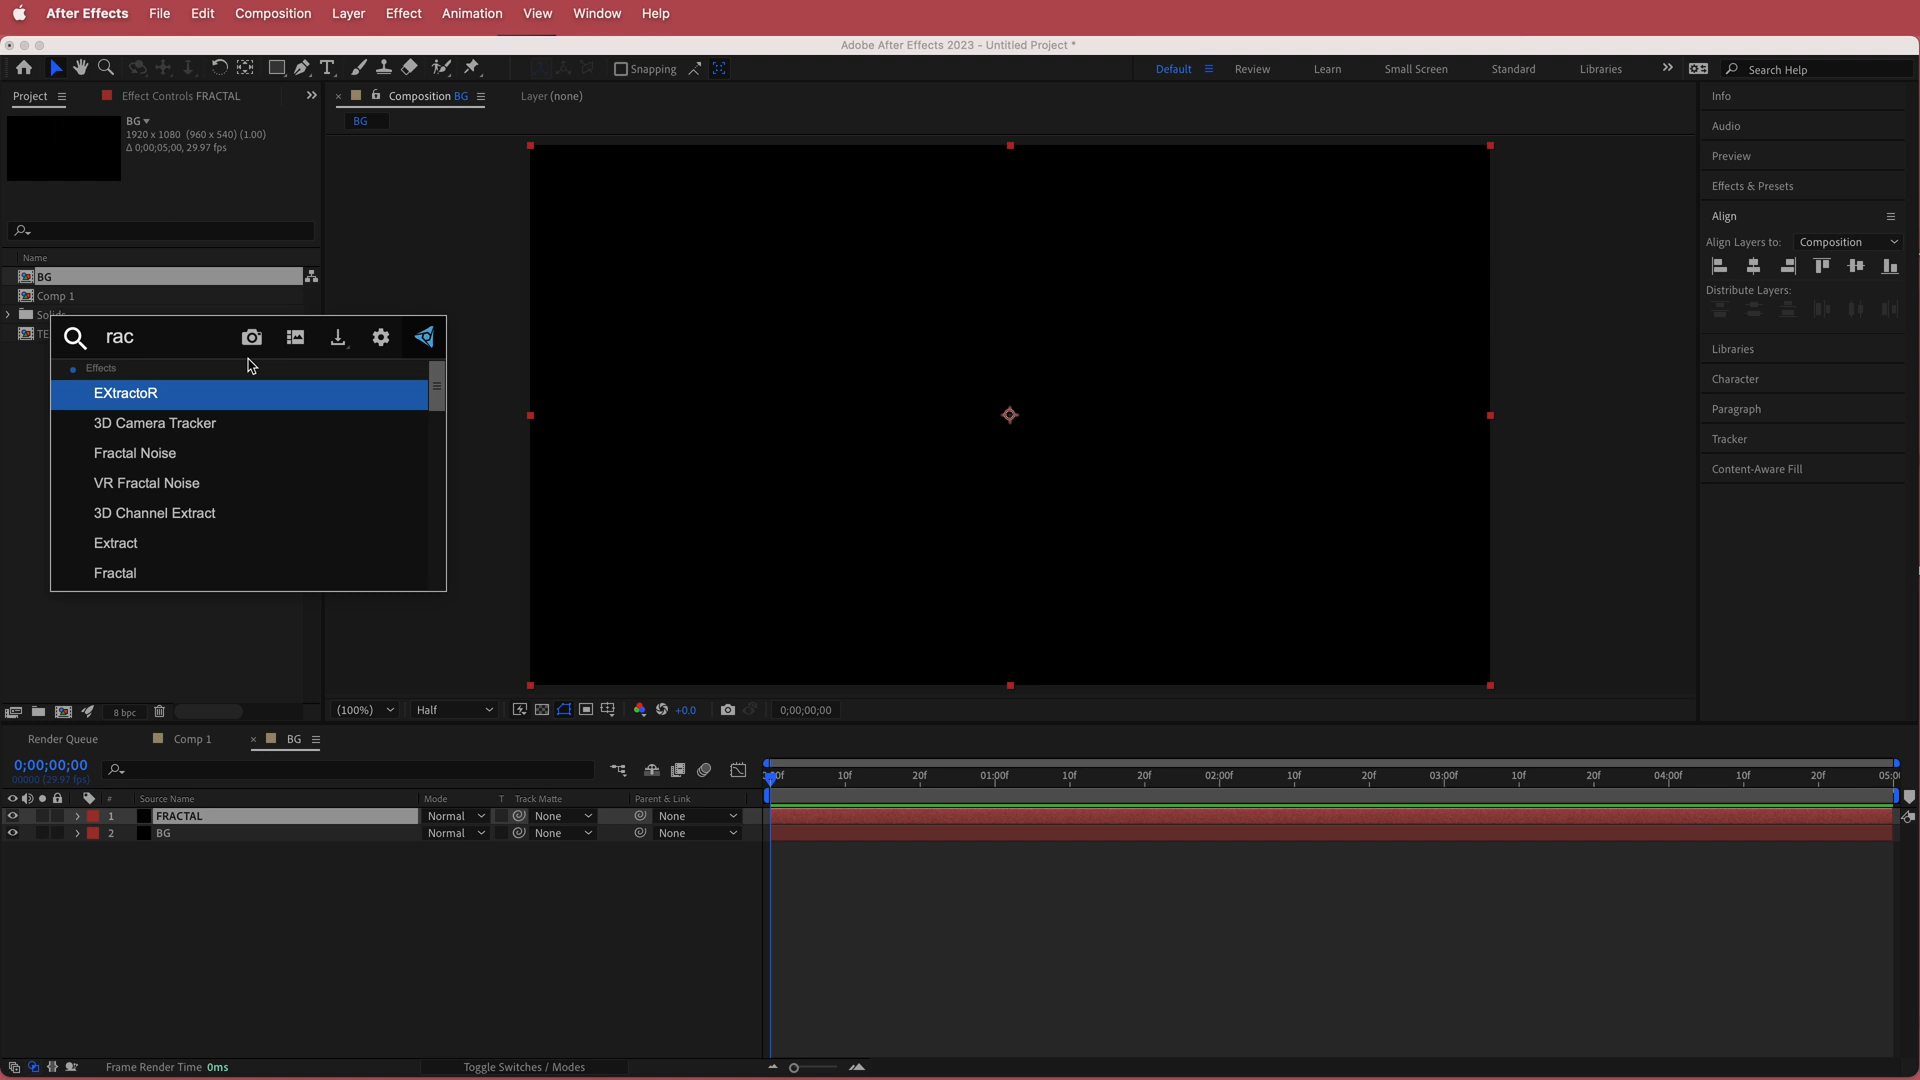 After Effects File Edit Composition Layer Effect Animation View Window Help
Adobe After Effects 2023 - Untitled Project *
Snapping Default Review Learn Small Screen Standard Libraries Search Help
Project Effect Controls FRACTAL
Composition BG Layer (none)
BG
BG
1920 x 1080 (960 x 540) (1.00)
Δ 0;00;05;00, 29.97 fps
Name
BG
Comp 1
Solids
TE
rac
Effects
EXtractoR
3D Camera Tracker
Fractal Noise
VR Fractal Noise
3D Channel Extract
Extract
Fractal
8 bpc
(100%) Half +0.0 0;00;00;00
Info
Audio
Preview
Effects & Presets
Align
Align Layers to: Composition
Distribute Layers:
Libraries
Character
Paragraph
Tracker
Content-Aware Fill
Render Queue Comp 1 BG
0;00;00;00
00000 (29.97 fps)
10f 20f 01:00f 10f 20f 02:00f 10f 20f 03:00f 10f 20f 04:00f 10f 20f
# Source Name Mode T Track Matte Parent & Link
1 FRACTAL Normal None None
2 BG Normal None None
Frame Render Time 0ms Toggle Switches / Modes